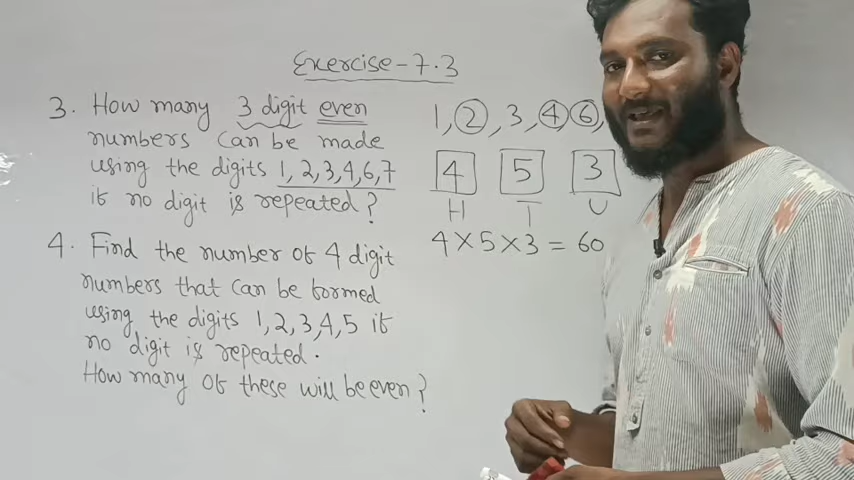 Exercise-7.3
3. How many 3 digit even
numbers can be made
using the digits 1, 2, 3, 4, 6, 7
if no digit is repeated?
4. Find the number of 4 digit
numbers that can be formed
using the digits 1, 2, 3, 4, 5 if
no digit is repeated.
How many of these will be even?
1, 2, 3, 4 6,
4 5 3
H T U
4 × 5 × 3 = 60